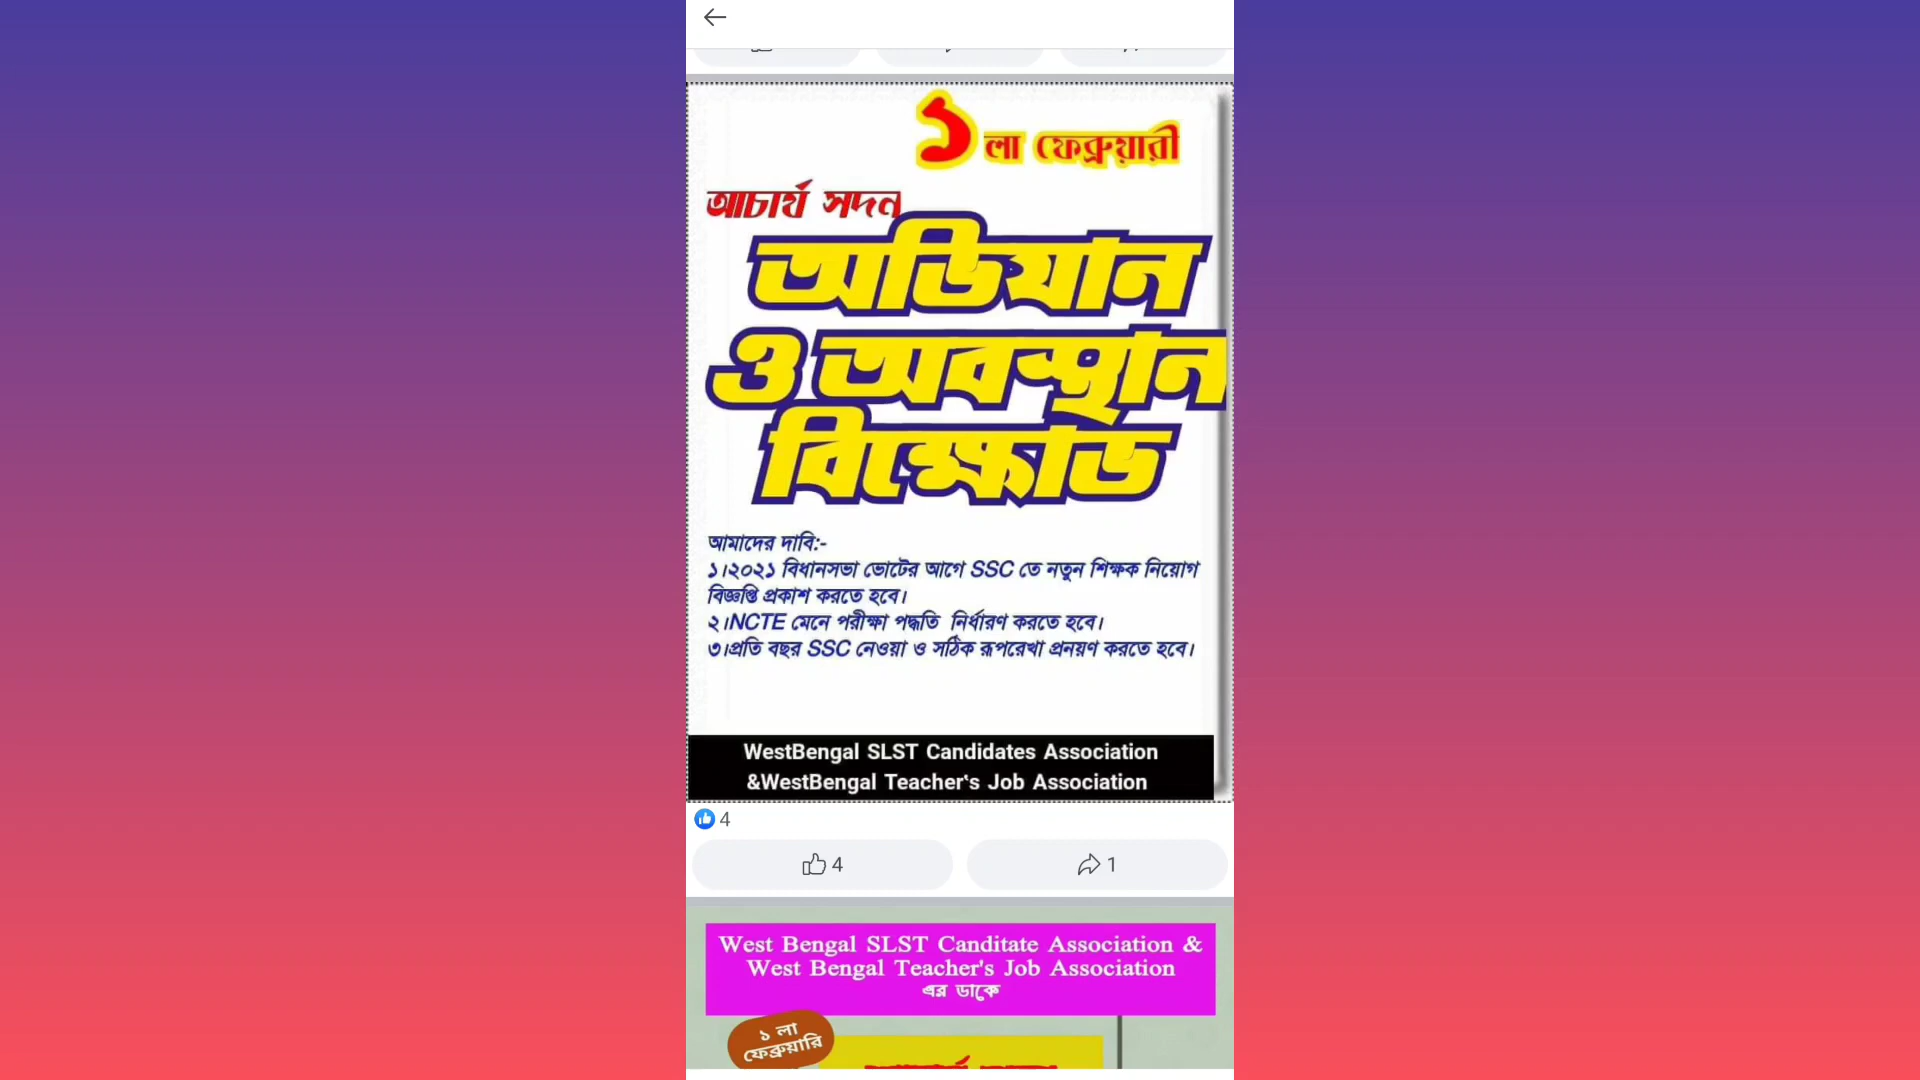 ১লা ফেব্রুয়ারী
আচার্য সদন
অভিযান
ও অবস্থান
বিক্ষোভ
আমাদের দাবি:-
১।২০২১ বিধানসভা ভোটের আগে SSC তে নতুন শিক্ষক নিয়োগ
বিজ্ঞপ্তি প্রকাশ করতে হবে।
২।NCTE মেনে পরীক্ষা পদ্ধতি নির্ধারণ করতে হবে।
৩।প্রতি বছর SSC নেওয়া ও সঠিক রূপরেখা প্রনয়ণ করতে হবে।
WestBengal SLST Candidates Association
&WestBengal Teacher's Job Association
4
4
1
West Bengal SLST Canditate Association &
West Bengal Teacher's Job Association
এর ডাকে
১ লা
ফেব্রুয়ারি